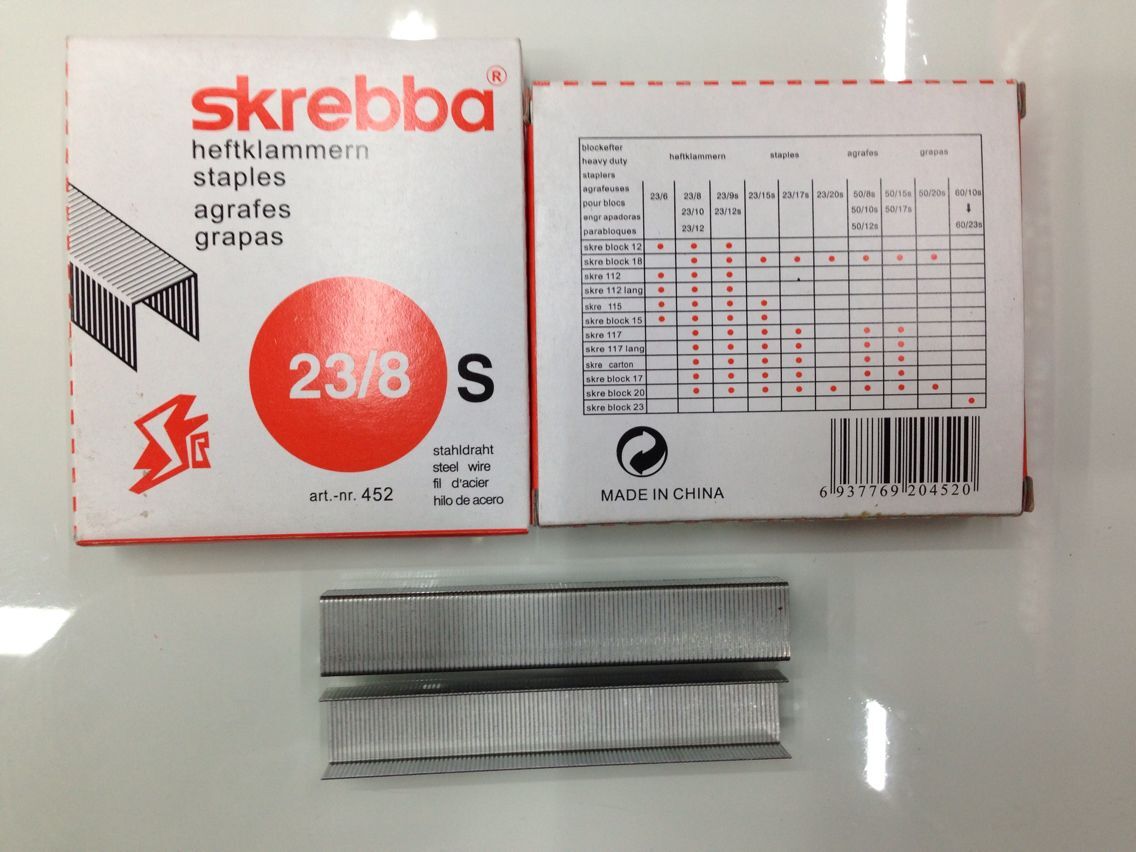 skrebba®
heftklammern
staples
agrafes
grapas
23/8 S
stahldraht
steel wire
fil d'acier
hilo de acero
art.-nr. 452
blockefter
heavy duty
staplers
agrafeuses
pour blocs
engrapadoras
parabloques
heftklammern staples agrafes grapas
23/6 23/8 23/9s 23/15s 23/17s 23/20s 50/8s 50/15s 50/20s 60/10s
23/10 23/12s 50/10s 50/17s
23/12 50/12s 60/23s
skre block 12
skre block 18
skre 112
skre 112 lang
skre 115
skre block 15
skre 117
skre 117 lang
skre carton
skre block 17
skre block 20
skre block 23
MADE IN CHINA
6 937769 204520